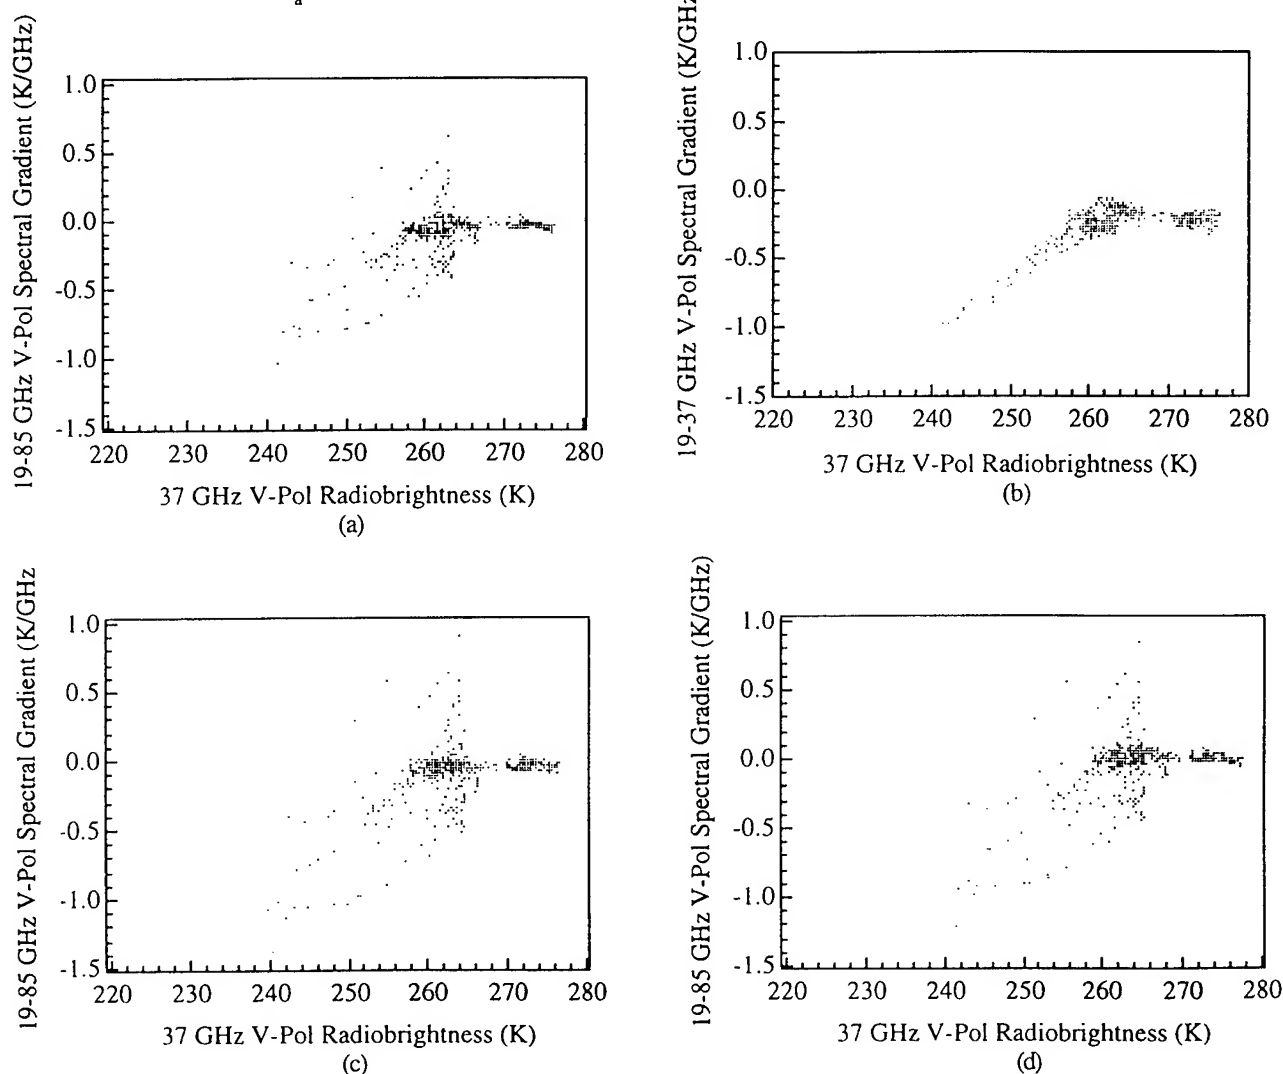 a
19-85 GHz V-Pol Spectral Gradient (K/GHz)
1.0
0.5
0.0
-0.5
-1.0
-1.5
220 230 240 250 260 270 280
37 GHz V-Pol Radiobrightness (K)
(a)
19-37 GHz V-Pol Spectral Gradient (K/GHz)
1.0
0.5
0.0
-0.5
-1.0
-1.5
220 230 240 250 260 270 280
37 GHz V-Pol Radiobrightness (K)
(b)
19-85 GHz V-Pol Spectral Gradient (K/GHz
1.0
0.5
0.0
-0.5
-1.0
-1.5
220 230 240 250 260 270 280
37 GHz V-Pol Radiobrightness (K)
(c)
19-85 GHz V-Pol Spectral Gradient (K/GHz)
1.0
0.5
0.0
-0.5
-1.0
-1.5
220 230 240 250 260 270 280
37 GHz V-Pol Radiobrightness (K)
(d)